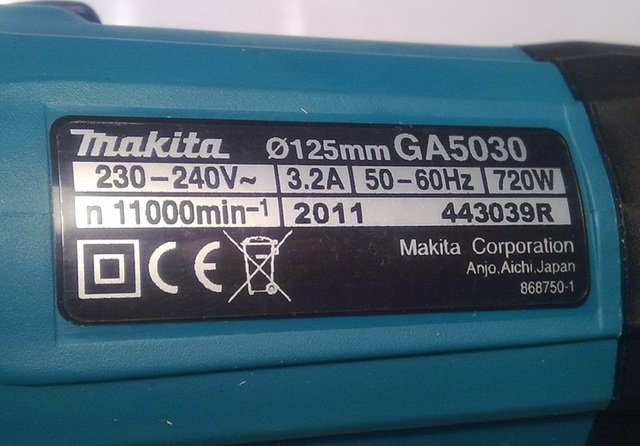 makita Ø125mm GA5030
230-240V~ 3.2A 50-60Hz 720W
n 11000min-1 2011 443039R
CE Makita Corporation
Anjo,Aichi,Japan
868750-1